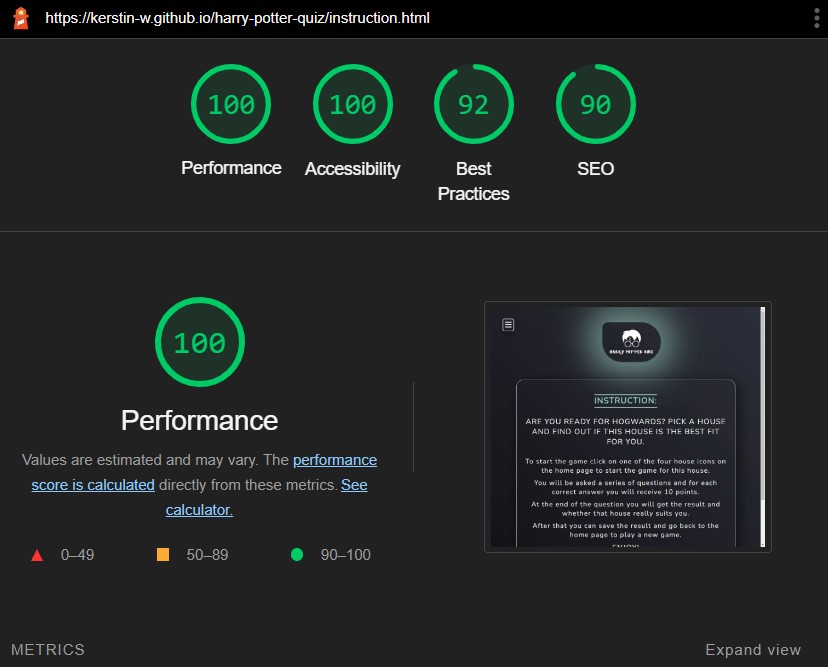 https://kerstin-w.github.io/harry-potter-quiz/instruction.html
100
100
92
90
Performance
Accessibility
Best
Practices
SEO
100
Performance
Values are estimated and may vary. The performance
score is calculated directly from these metrics. See
calculator.
0–49
50–89
90–100
HARRY POTTER QUIZ
INSTRUCTION:
ARE YOU READY FOR HOGWARDS? PICK A HOUSE
AND FIND OUT IF THIS HOUSE IS THE BEST FIT
FOR YOU.
To start the game click on one of the four house icons on
the home page to start the game for this house.
You will be asked a series of questions and for each
correct answer you will receive 10 points.
At the end of the question you will get the result and
whether that house really suits you.
After that you can save the result and go back to the
home page to play a new game.
ENJOY!
METRICS
Expand view